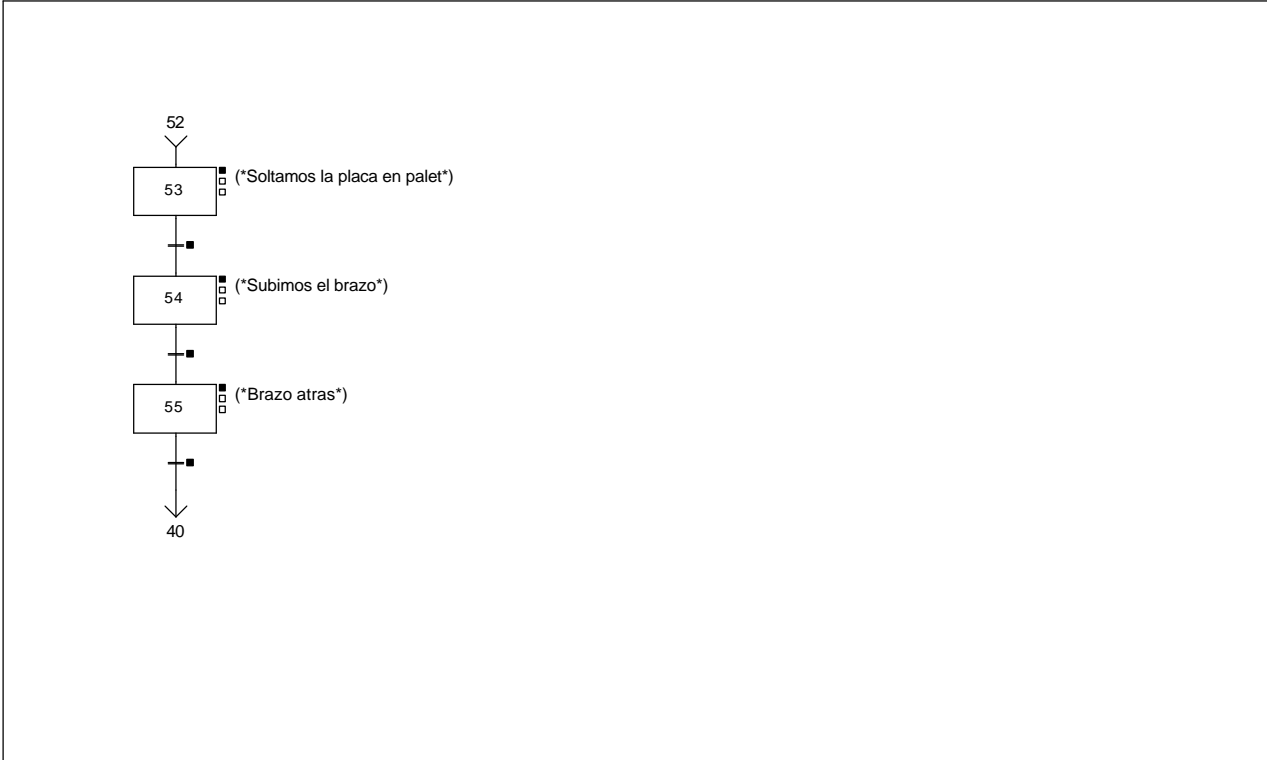 52
53
(*Soltamos la placa en palet*)
54
(*Subimos el brazo*)
55
(*Brazo atras*)
40